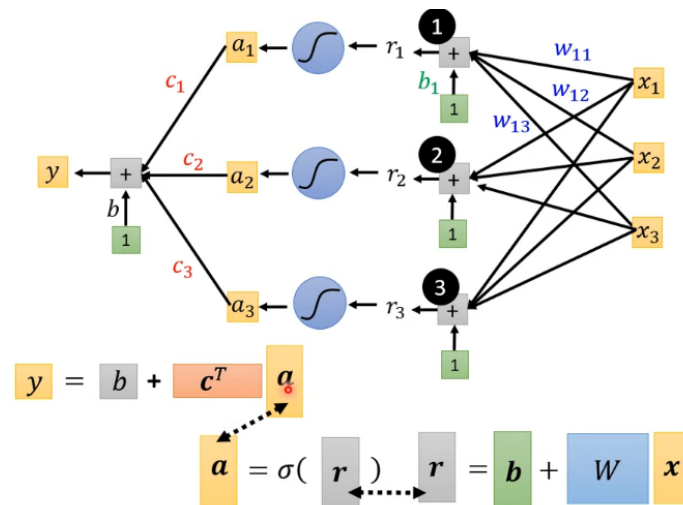 1
a₁ r₁ + w₁₁
c₁ b₁ w₁₂ x₁
1 w₁₃
2
c₂ x₂
y + a₂ r₂ +
b
1 1 x₃
c₃ 3
a₃ r₃ +
1
y = b + cᵀ a
a = σ( r ) r = b + W x